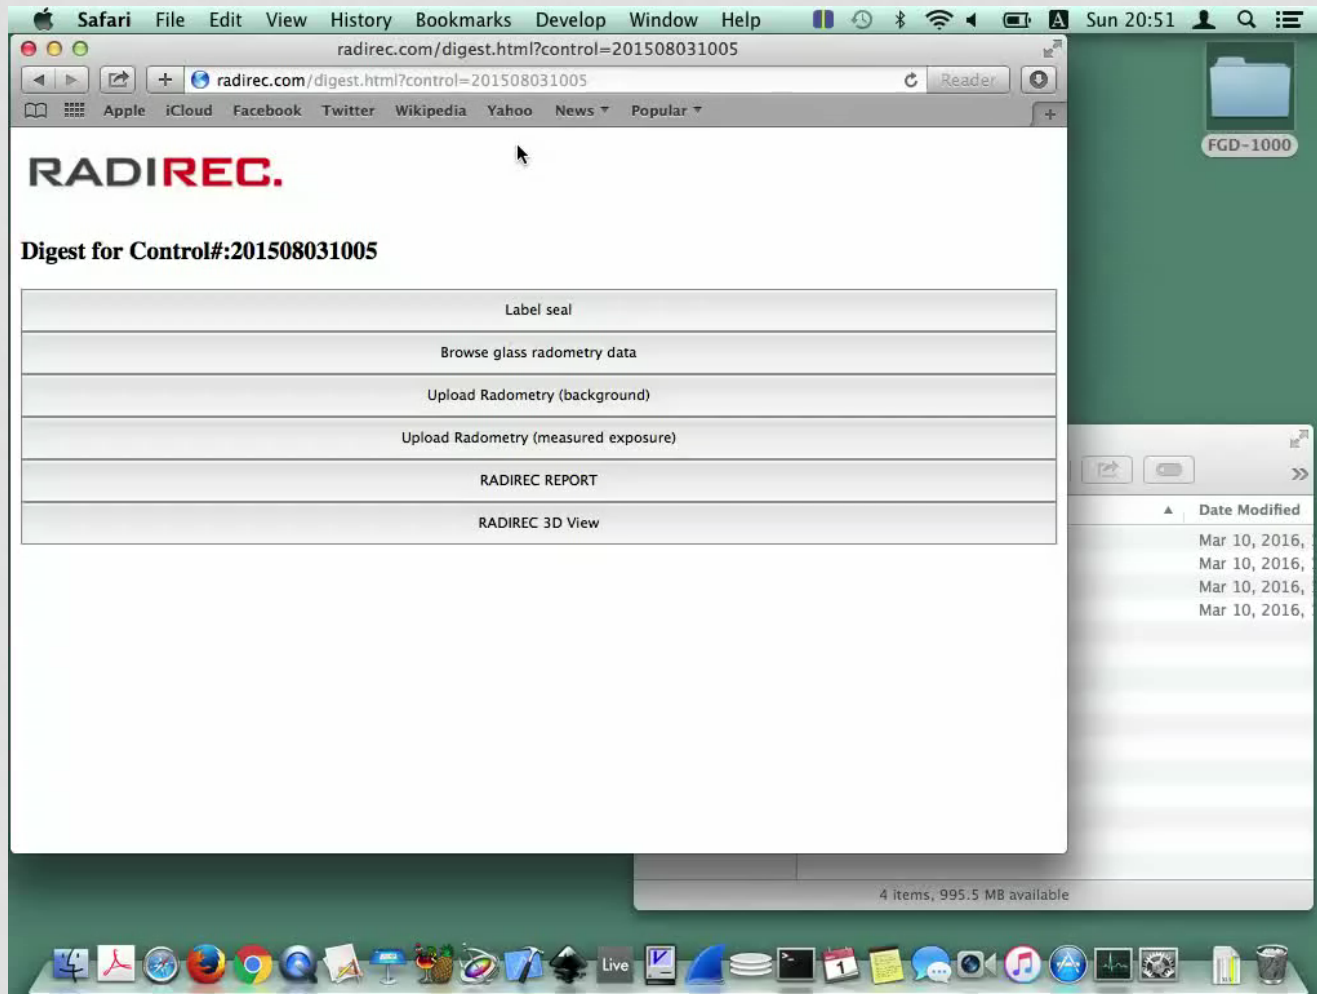 Safari File Edit View History Bookmarks Develop Window Help A Sun 20:51
radirec.com/digest.html?control=201508031005
radirec.com/digest.html?control=201508031005 Reader
Apple iCloud Facebook Twitter Wikipedia Yahoo News Popular
FGD-1000
RADIREC.
Digest for Control#:201508031005
Label seal
Browse glass radometry data
Upload Radometry (background)
Upload Radometry (measured exposure)
RADIREC REPORT
RADIREC 3D View
Date Modified
Mar 10, 2016,
Mar 10, 2016,
Mar 10, 2016,
Mar 10, 2016,
4 items, 995.5 MB available
Live
1